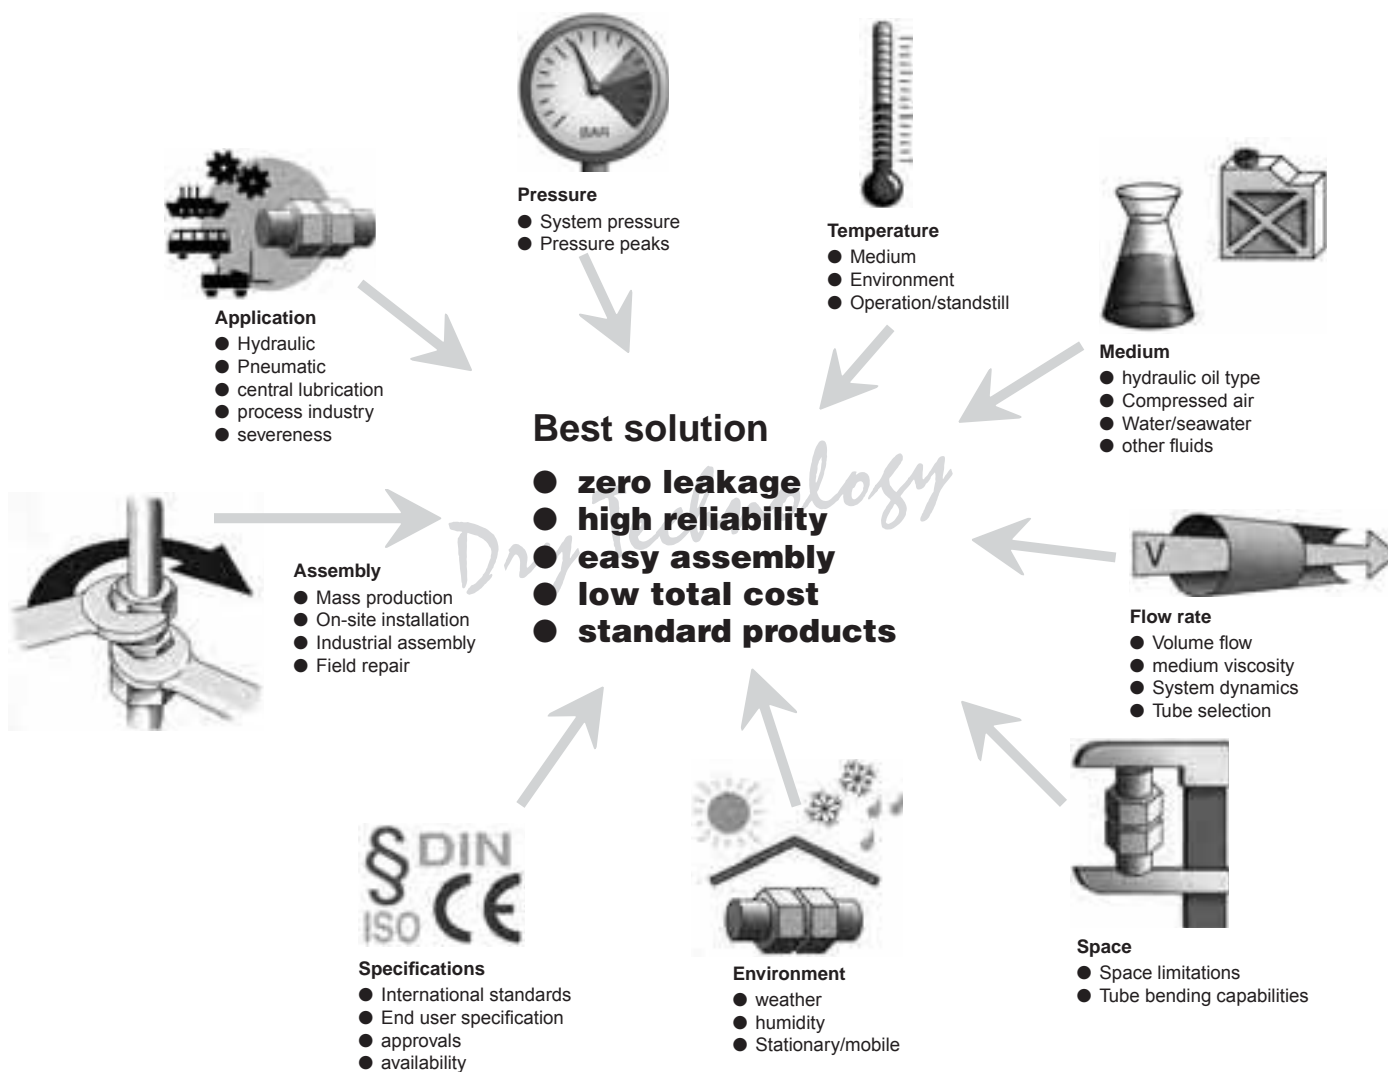 BAR
Pressure
● System pressure
● Pressure peaks
Temperature
● Medium
● Environment
● Operation/standstill
Application
● Hydraulic
● Pneumatic
● central lubrication
● process industry
● severeness
Medium
● hydraulic oil type
● Compressed air
● Water/seawater
● other fluids
Best solution
● zero leakage
● high reliability
● easy assembly
● low total cost
● standard products
Dry Technology
Assembly
● Mass production
● On-site installation
● Industrial assembly
● Field repair
V
Flow rate
● Volume flow
● medium viscosity
● System dynamics
● Tube selection
§ DIN
ISO CE
Specifications
● International standards
● End user specification
● approvals
● availability
Environment
● weather
● humidity
● Stationary/mobile
Space
● Space limitations
● Tube bending capabilities